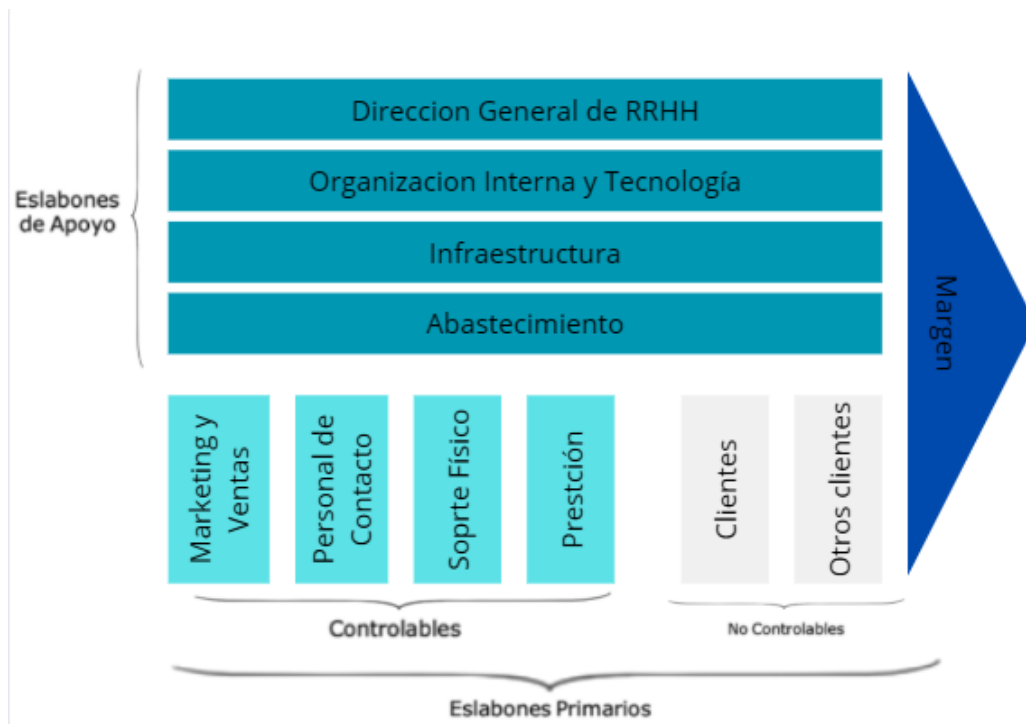 Direccion General de RRHH
Organizacion Interna y Tecnología
Infraestructura
Abastecimiento
Eslabones
de Apoyo
Margen
Marketing y
Ventas
Personal de
Contacto
Soprte Físico
Prestción
Clientes
Otros clientes
Controlables
No Controlables
Eslabones Primarios